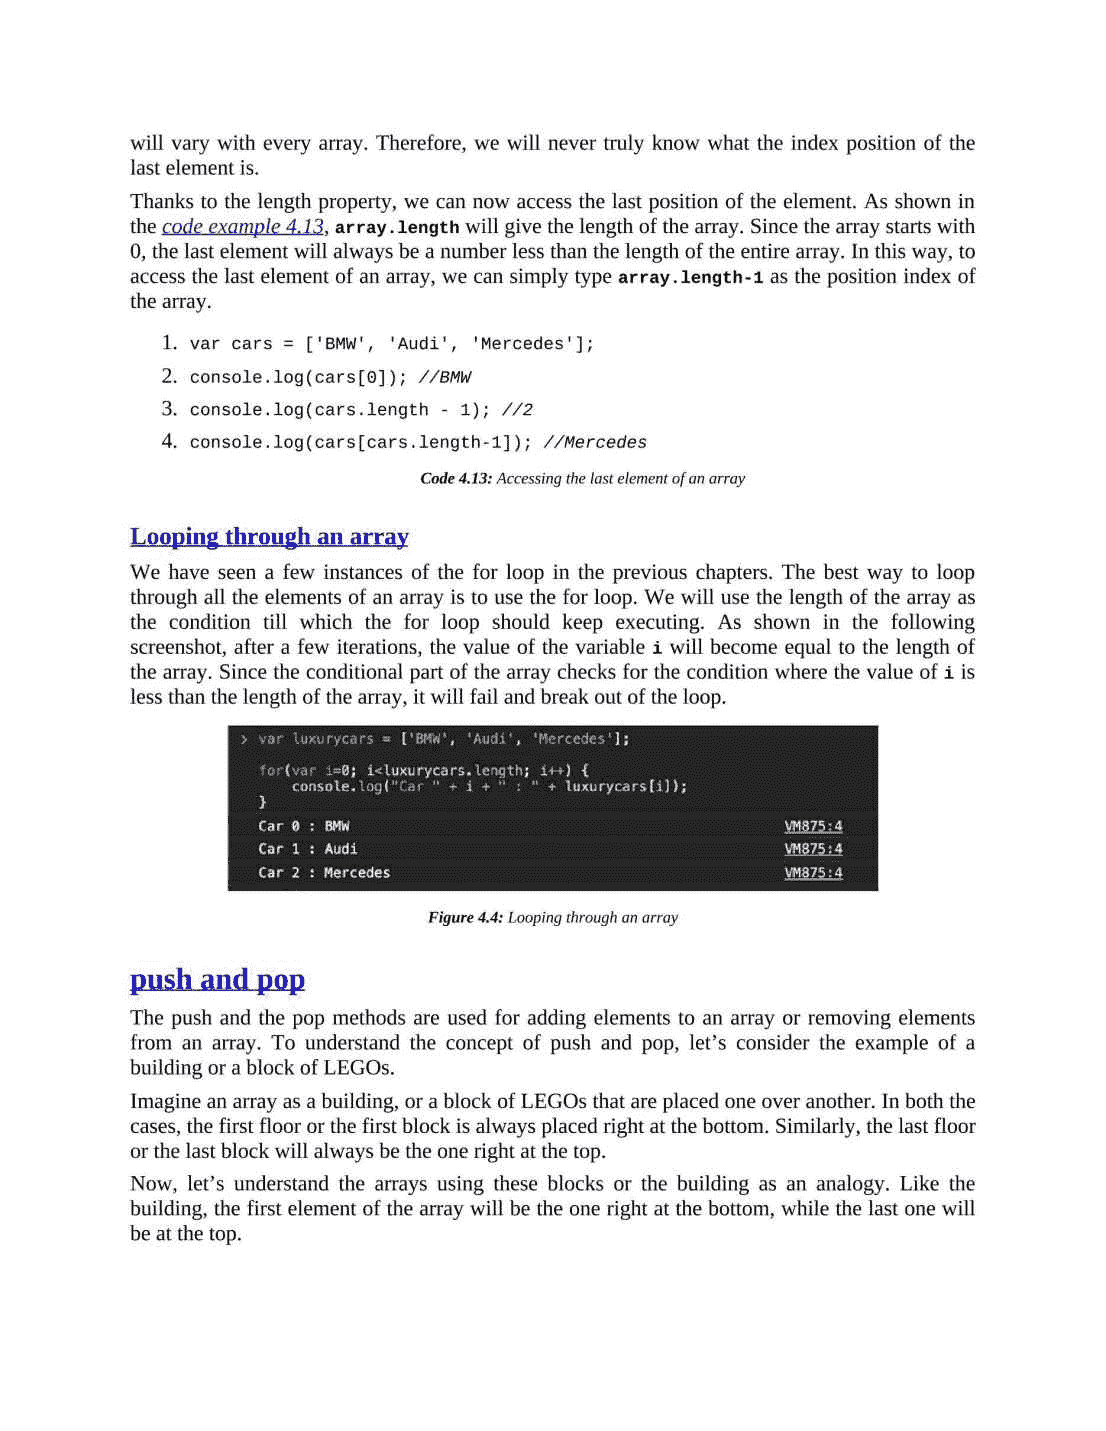 will vary with every array. Therefore, we will never truly know what the index position of the
last element is.
Thanks to the length property, we can now access the last position of the element. As shown in
the code example 4.13, array.length will give the length of the array. Since the array starts with
0, the last element will always be a number less than the length of the entire array. In this way, to
access the last element of an array, we can simply type array.length-1 as the position index of
the array.
1. var cars = ['BMW', 'Audi', 'Mercedes'];
2. console.log(cars[0]); //BMW
3. console.log(cars.length - 1); //2
4. console.log(cars[cars.length-1]); //Mercedes
Code 4.13: Accessing the last element of an array
Looping through an array
We have seen a few instances of the for loop in the previous chapters. The best way to loop
through all the elements of an array is to use the for loop. We will use the length of the array as
the condition till which the for loop should keep executing. As shown in the following
screenshot, after a few iterations, the value of the variable i will become equal to the length of
the array. Since the conditional part of the array checks for the condition where the value of i is
less than the length of the array, it will fail and break out of the loop.
> var luxurycars = ['BMW', 'Audi', 'Mercedes'];
for(var i=0; i<luxurycars.length; i++) {
console.log("Car " + i + " : " + luxurycars[i]);
}
Car 0 : BMW VM875:4
Car 1 : Audi VM875:4
Car 2 : Mercedes VM875:4
Figure 4.4: Looping through an array
push and pop
The push and the pop methods are used for adding elements to an array or removing elements
from an array. To understand the concept of push and pop, let’s consider the example of a
building or a block of LEGOs.
Imagine an array as a building, or a block of LEGOs that are placed one over another. In both the
cases, the first floor or the first block is always placed right at the bottom. Similarly, the last floor
or the last block will always be the one right at the top.
Now, let’s understand the arrays using these blocks or the building as an analogy. Like the
building, the first element of the array will be the one right at the bottom, while the last one will
be at the top.